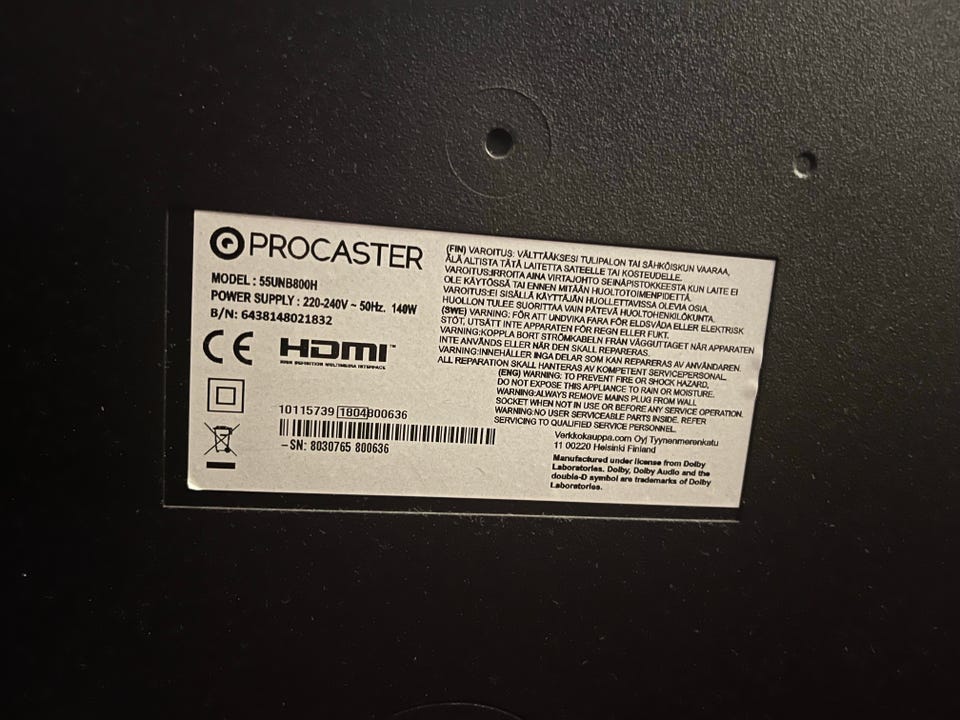 PROCASTER
MODEL : 55UNB800H
POWER SUPPLY : 220-240V ~ 50Hz. 140W
B/N: 6438148021832
CE
HDMI™
HIGH DEFINITION MULTIMEDIA INTERFACE
10115739 1804800636
-SN: 8030765 800636
(FIN) VAROITUS: VÄLTTÄÄKSESI TULIPALON TAI SÄHKÖISKUN VAARAA,
ÄLÄ ALTISTA TÄTÄ LAITETTA SATEELLE TAI KOSTEUDELLE.
VAROITUS:IRROITA AINA VIRTAJOHTO SEINÄPISTOKKEESTA KUN LAITE EI
OLE KÄYTÖSSÄ TAI ENNEN MITÄÄN HUOLTOTOIMENPIDETTÄ.
VAROITUS:EI SISÄLLÄ KÄYTTÄJÄN HUOLLETTAVISSA OLEVIA OSIA.
HUOLLON TULEE SUORITTAA VAIN PÄTEVÄ HUOLTOHENKILÖKUNTA.
(SWE) VARNING: FÖR ATT UNDVIKA FARA FÖR ELDSVÅDA ELLER ELEKTRISK
STÖT, UTSÄTT INTE APPARATEN FÖR REGN ELLER FUKT.
VARNING:KOPPLA BORT STRÖMKABELN FRÅN VÄGGUTTAGET NÄR APPARATEN
INTE ANVÄNDS ELLER NÄR DEN SKALL REPARERAS.
VARNING:INNEHÅLLER INGA DELAR SOM KAN REPARERAS AV ANVÄNDAREN.
ALL REPARATION SKALL HANTERAS AV KOMPETENT SERVICEPERSONAL.
(ENG) WARNING: TO PREVENT FIRE OR SHOCK HAZARD,
DO NOT EXPOSE THIS APPLIANCE TO RAIN OR MOISTURE.
WARNING:ALWAYS REMOVE MAINS PLUG FROM WALL
SOCKET WHEN NOT IN USE OR BEFORE ANY SERVICE OPERATION.
WARNING:NO USER SERVICEABLE PARTS INSIDE. REFER
SERVICING TO QUALIFIED SERVICE PERSONNEL.
Verkkokauppa.com Oyj Tyynenmerenkatu
11 00220 Helsinki Finland
Manufactured under license from Dolby
Laboratories. Dolby, Dolby Audio and the
double-D symbol are trademarks of Dolby
Laboratories.